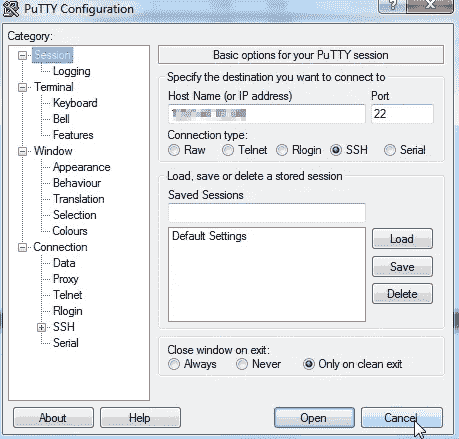 PuTTY Configuration
?
Category:
Session
Logging
Terminal
Keyboard
Bell
Features
Window
Appearance
Behaviour
Translation
Selection
Colours
Connection
Data
Proxy
Telnet
Rlogin
SSH
Serial
Basic options for your PuTTY session
Specify the destination you want to connect to
Host Name (or IP address) Port
22
Connection type:
Raw Telnet Rlogin SSH Serial
Load, save or delete a stored session
Saved Sessions
Default Settings
Load
Save
Delete
Close window on exit:
Always Never Only on clean exit
About Help Open Cancel